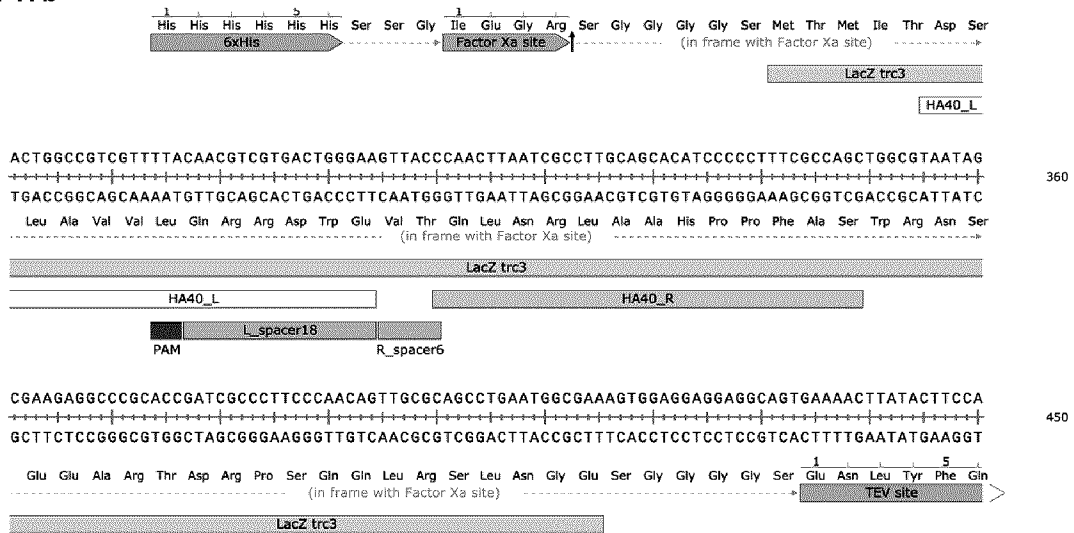 1 5 1
His His His His His His Ser Ser Gly Ile Glu Gly Arg Ser Gly Gly Gly Gly Ser Met Thr Met Ile Thr Asp Ser
6xHis Factor Xa site (in frame with Factor Xa site)
LacZ trc3
HA40_L
ACTGGCCGTCGTTTTACAACGTCGTGACTGGGAAGTTACCCAACTTAATCGCCTTGCAGCACATCCCCCTTTCGCCAGCTGGCGTAATAG
360
TGACCGGCAGCAAAATGTTGCAGCACTGACCCTTCAATGGGTTGAATTAGCGGAACGTCGTGTAGGGGGAAAGCGGTCGACCGCATTATC
Leu Ala Val Val Leu Gln Arg Arg Asp Trp Glu Val Thr Gln Leu Asn Arg Leu Ala Ala His Pro Pro Phe Ala Ser Trp Arg Asn Ser
(in frame with Factor Xa site)
LacZ trc3
HA40_L HA40_R
L_spacer18
PAM R_spacer6
CGAAGAGGCCCGCACCGATCGCCCTTCCCAACAGTTGCGCAGCCTGAATGGCGAAAGTGGAGGAGGAGGCAGTGAAAACTTATACTTCCA
450
GCTTCTCCGGGCGTGGCTAGCGGGAAGGGTTGTCAACGCGTCGGACTTACCGCTTTCACCTCCTCCTCCGTCACTTTTGAATATGAAGGT
1 5
Glu Glu Ala Arg Thr Asp Arg Pro Ser Gln Gln Leu Arg Ser Leu Asn Gly Glu Ser Gly Gly Gly Gly Ser Glu Asn Leu Tyr Phe Gln
(in frame with Factor Xa site) TEV site
LacZ trc3